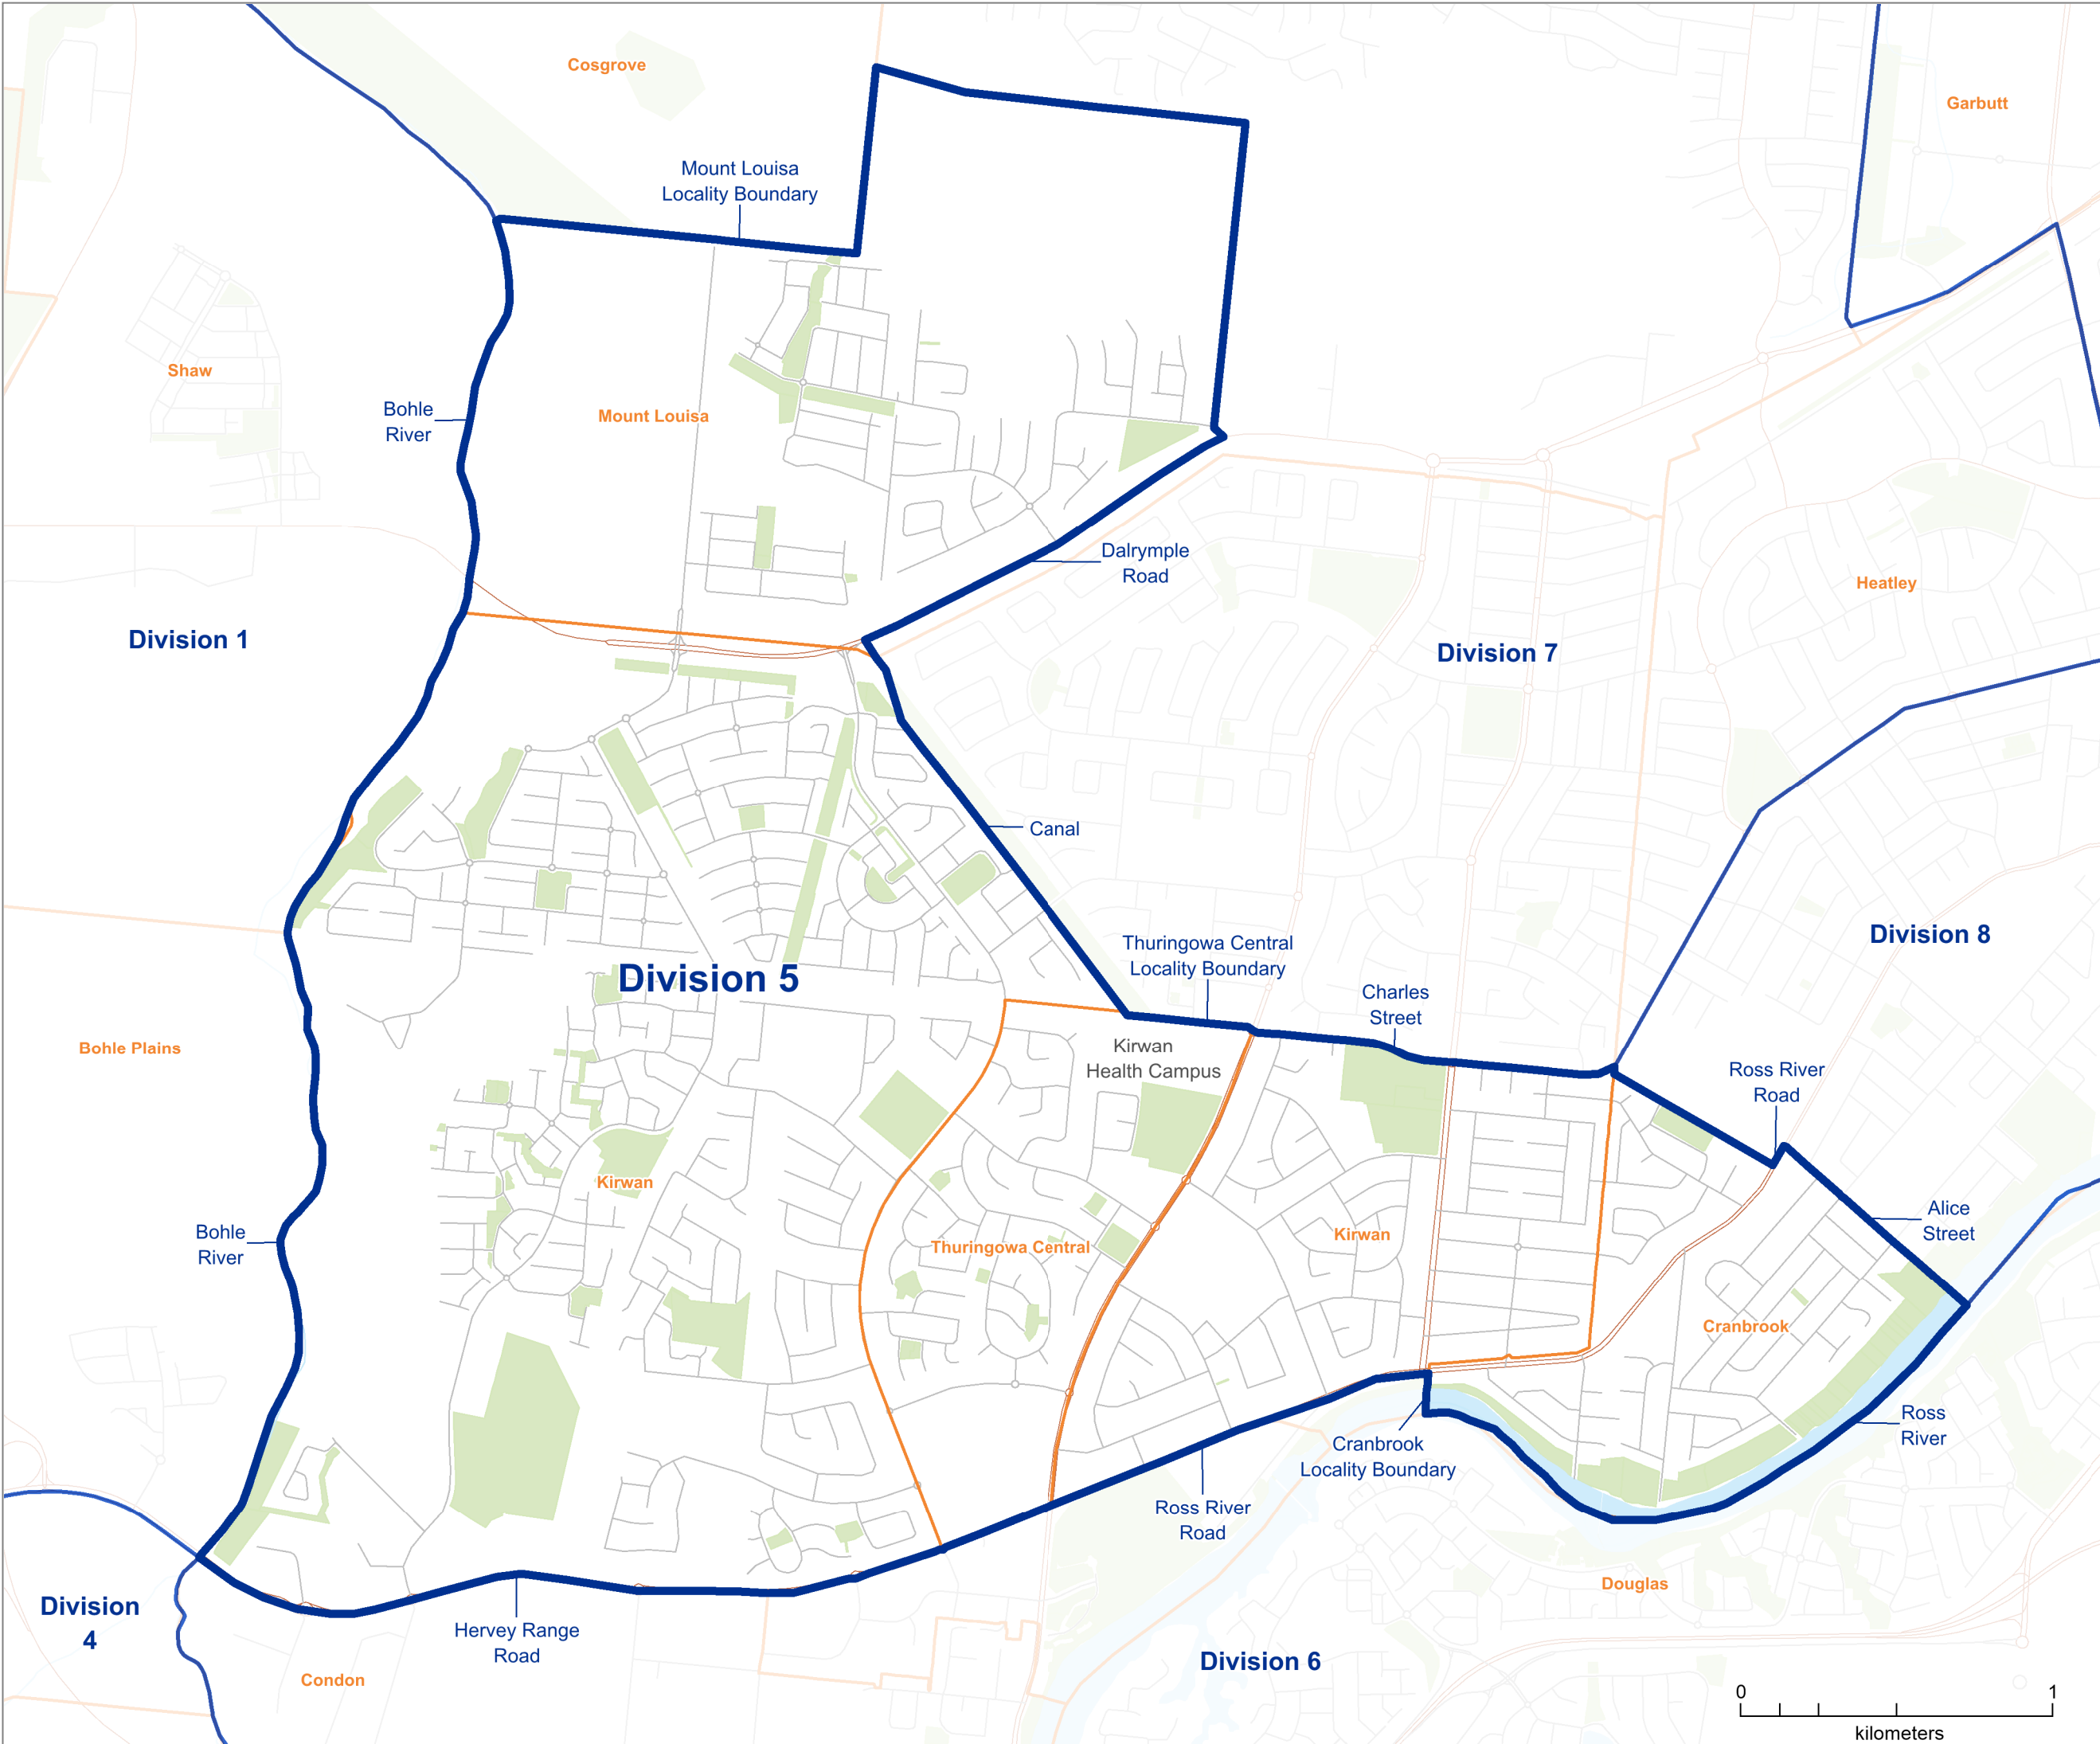 Cosgrove
Garbutt
Mount Louisa
Locality Boundary
Shaw
Bohle
River
Mount Louisa
Dalrymple
Road
Heatley
Division 1
Division 7
Canal
Division 8
Thuringowa Central
Locality Boundary
Division 5
Charles
Street
Bohle Plains
Kirwan
Health Campus
Ross River
Road
Kirwan
Bohle
River
Thuringowa Central
Kirwan
Alice
Street
Cranbrook
Ross
River
Cranbrook
Locality Boundary
Ross River
Road
Douglas
Division
4
Hervey Range
Road
Division 6
Condon
0 1
kilometers